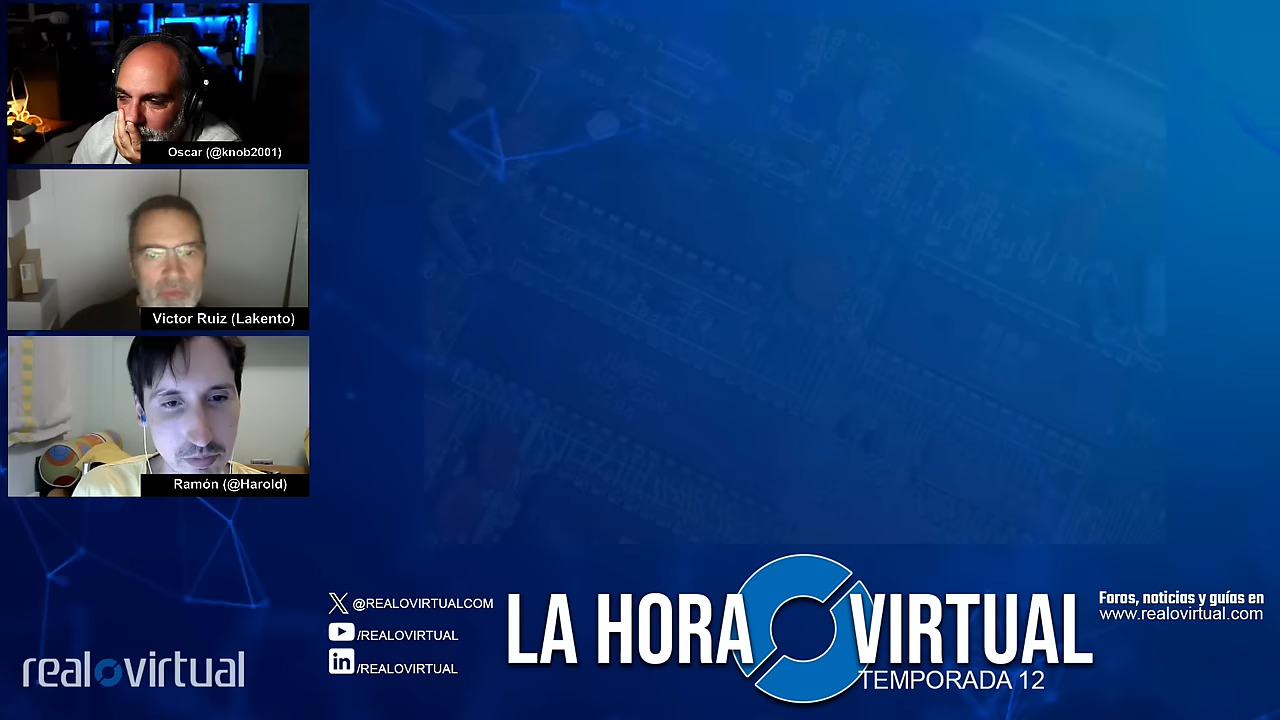 Oscar (@knob2001)
Victor Ruiz (Lakento)
Ramón (@Harold)
realovirtual
@REALOVIRTUALCOM
/REALOVIRTUAL
in /REALOVIRTUAL
LA HORA VIRTUAL
TEMPORADA 12
Foros, noticias y guías en
www.realovirtual.com